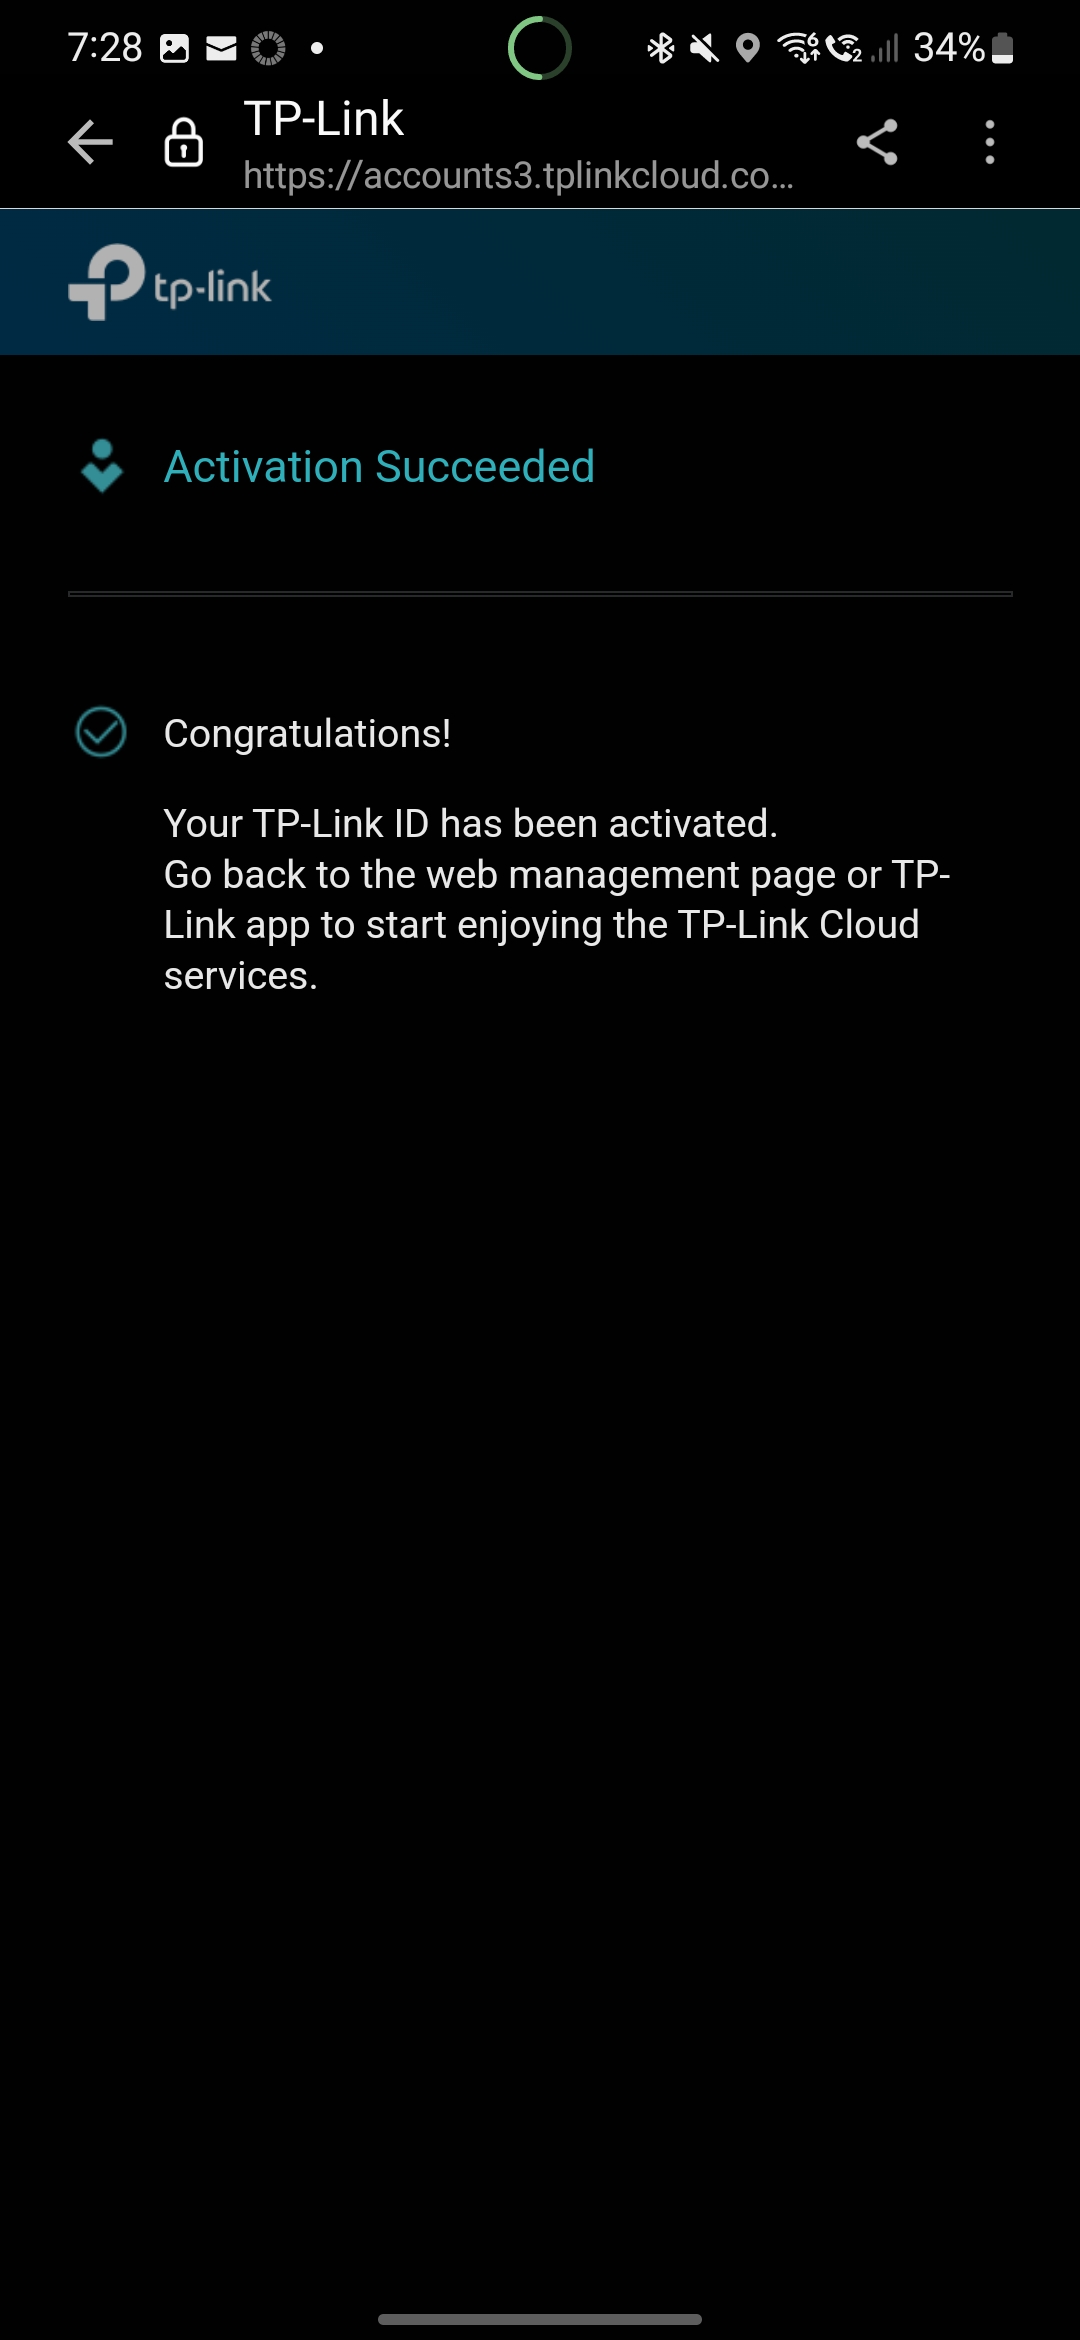 7:28
34%
TP-Link
https://accounts3.tplinkcloud.co...
tp-link
Activation Succeeded
Congratulations!
Your TP-Link ID has been activated.
Go back to the web management page or TP-
Link app to start enjoying the TP-Link Cloud
services.